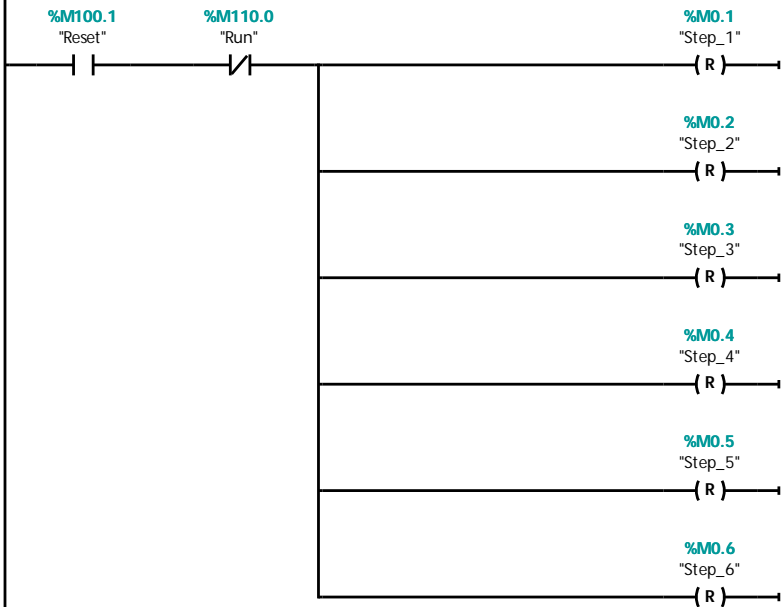 %M100.1 %M110.0 %M0.1
"Reset" "Run" "Step_1"
( R )
%M0.2
"Step_2"
( R )
%M0.3
"Step_3"
( R )
%M0.4
"Step_4"
( R )
%M0.5
"Step_5"
( R )
%M0.6
"Step_6"
( R )